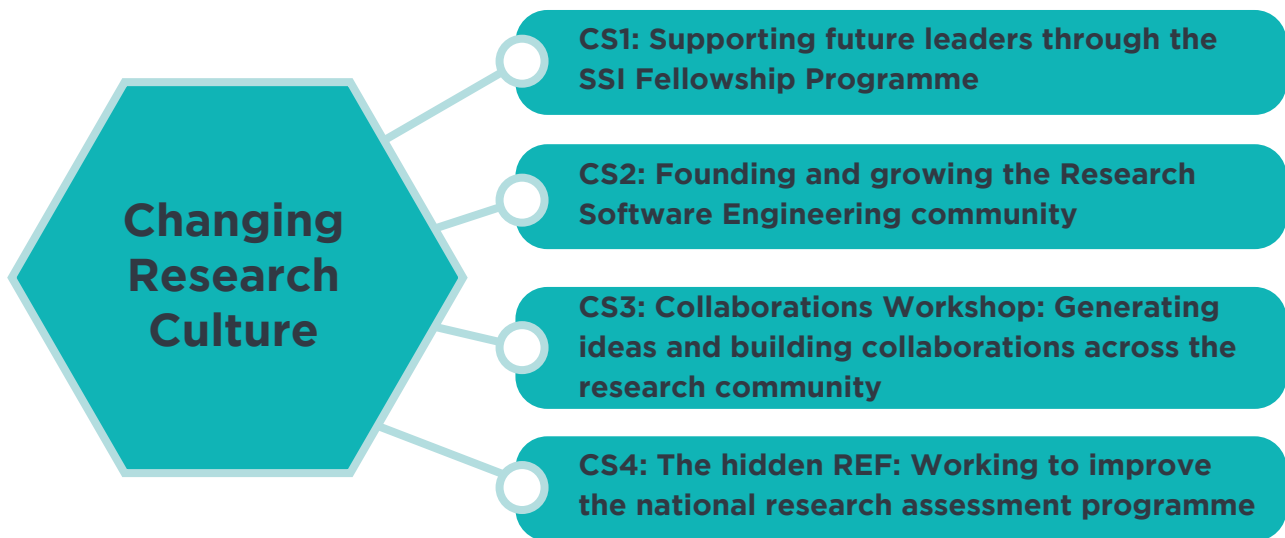 Changing
Research
Culture
CS1: Supporting future leaders through the
SSI Fellowship Programme
CS2: Founding and growing the Research
Software Engineering community
CS3: Collaborations Workshop: Generating
ideas and building collaborations across the
research community
CS4: The hidden REF: Working to improve
the national research assessment programme